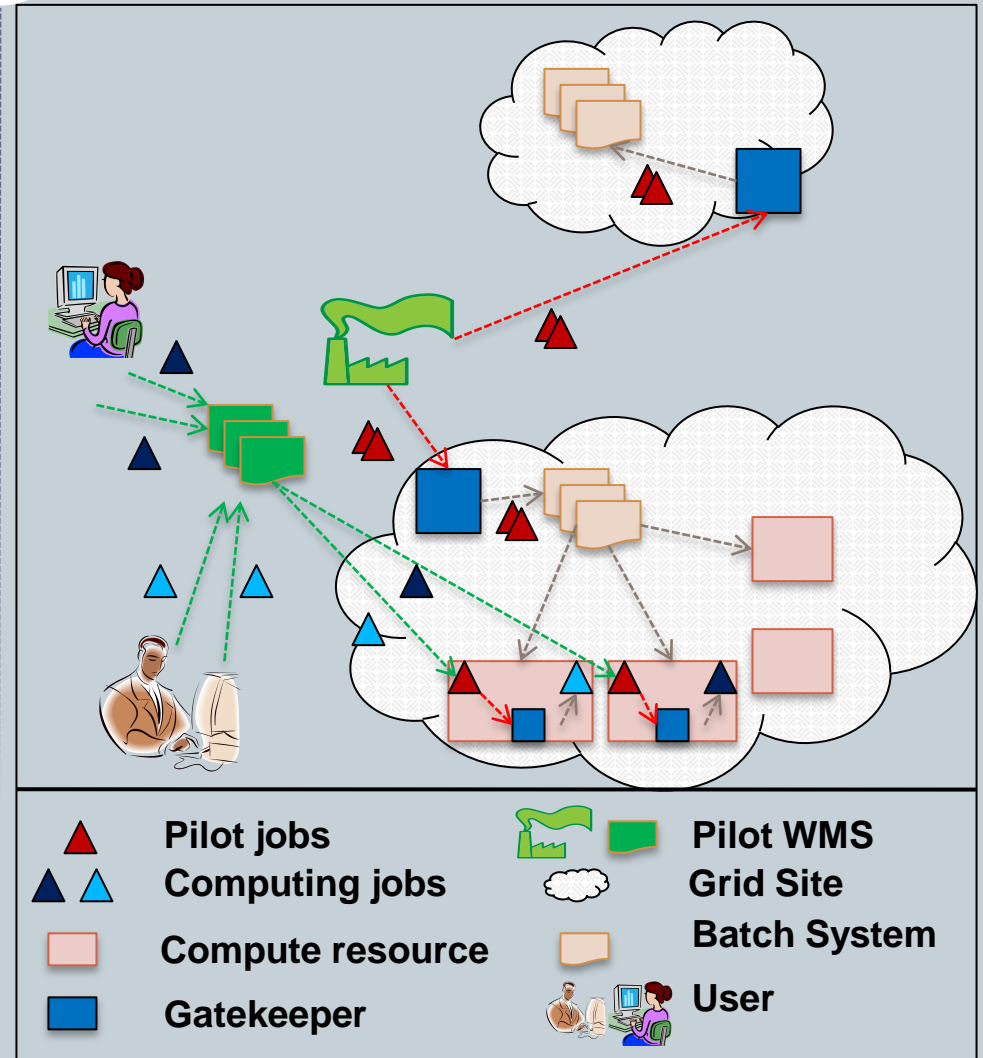 Pilot jobs
Pilot WMS
Computing jobs
Grid Site
Compute resource
Batch System
Gatekeeper
User